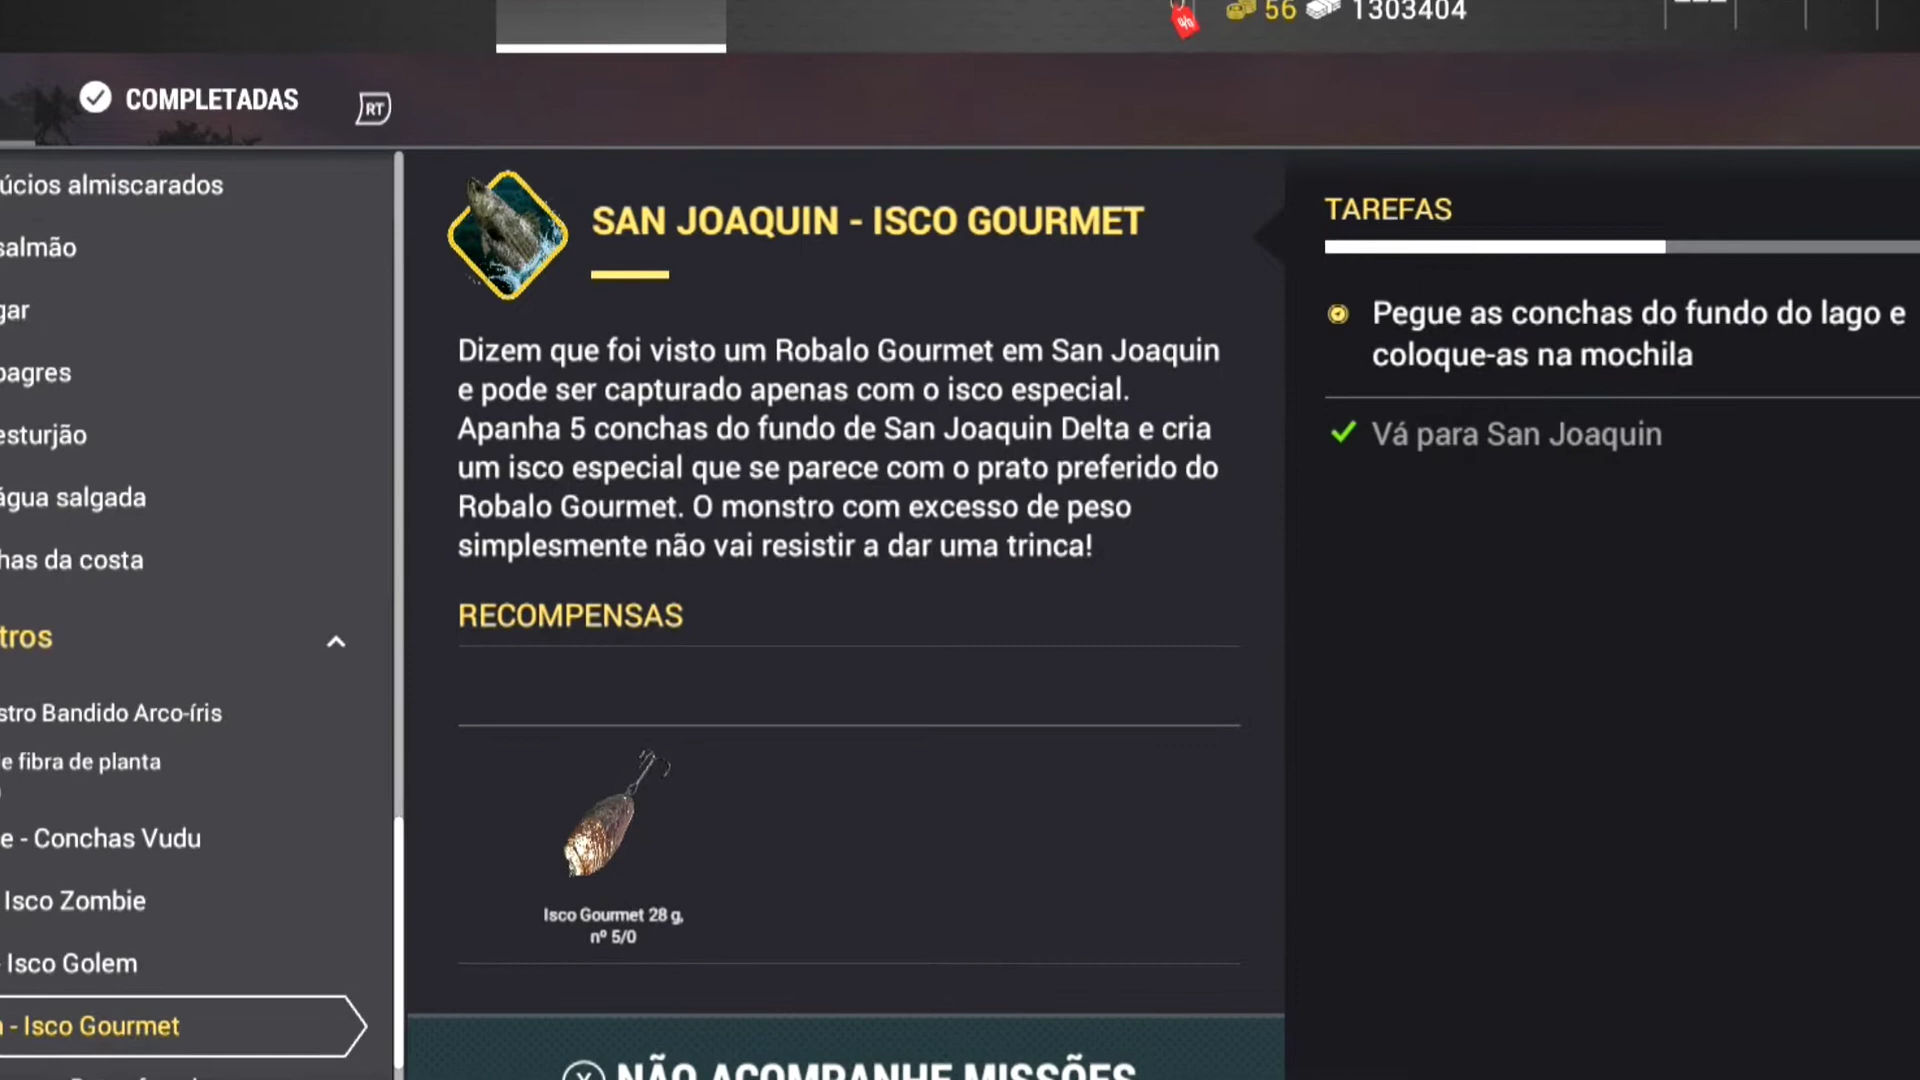 56 1303404
COMPLETADAS RT
úcios almiscarados
salmão
gar
bagres
esturjão
água salgada
has da costa
tros
stro Bandido Arco-íris
e fibra de planta
e - Conchas Vudu
Isco Zombie
- Isco Golem
- Isco Gourmet
SAN JOAQUIN - ISCO GOURMET
Dizem que foi visto um Robalo Gourmet em San Joaquin
e pode ser capturado apenas com o isco especial.
Apanha 5 conchas do fundo de San Joaquin Delta e cria
um isco especial que se parece com o prato preferido do
Robalo Gourmet. O monstro com excesso de peso
simplesmente não vai resistir a dar uma trinca!
RECOMPENSAS
Isco Gourmet 28 g,
nº 5/0
X NÃO ACOMPANHE MISSÕES
TAREFAS
Pegue as conchas do fundo do lago e
coloque-as na mochila
Vá para San Joaquin